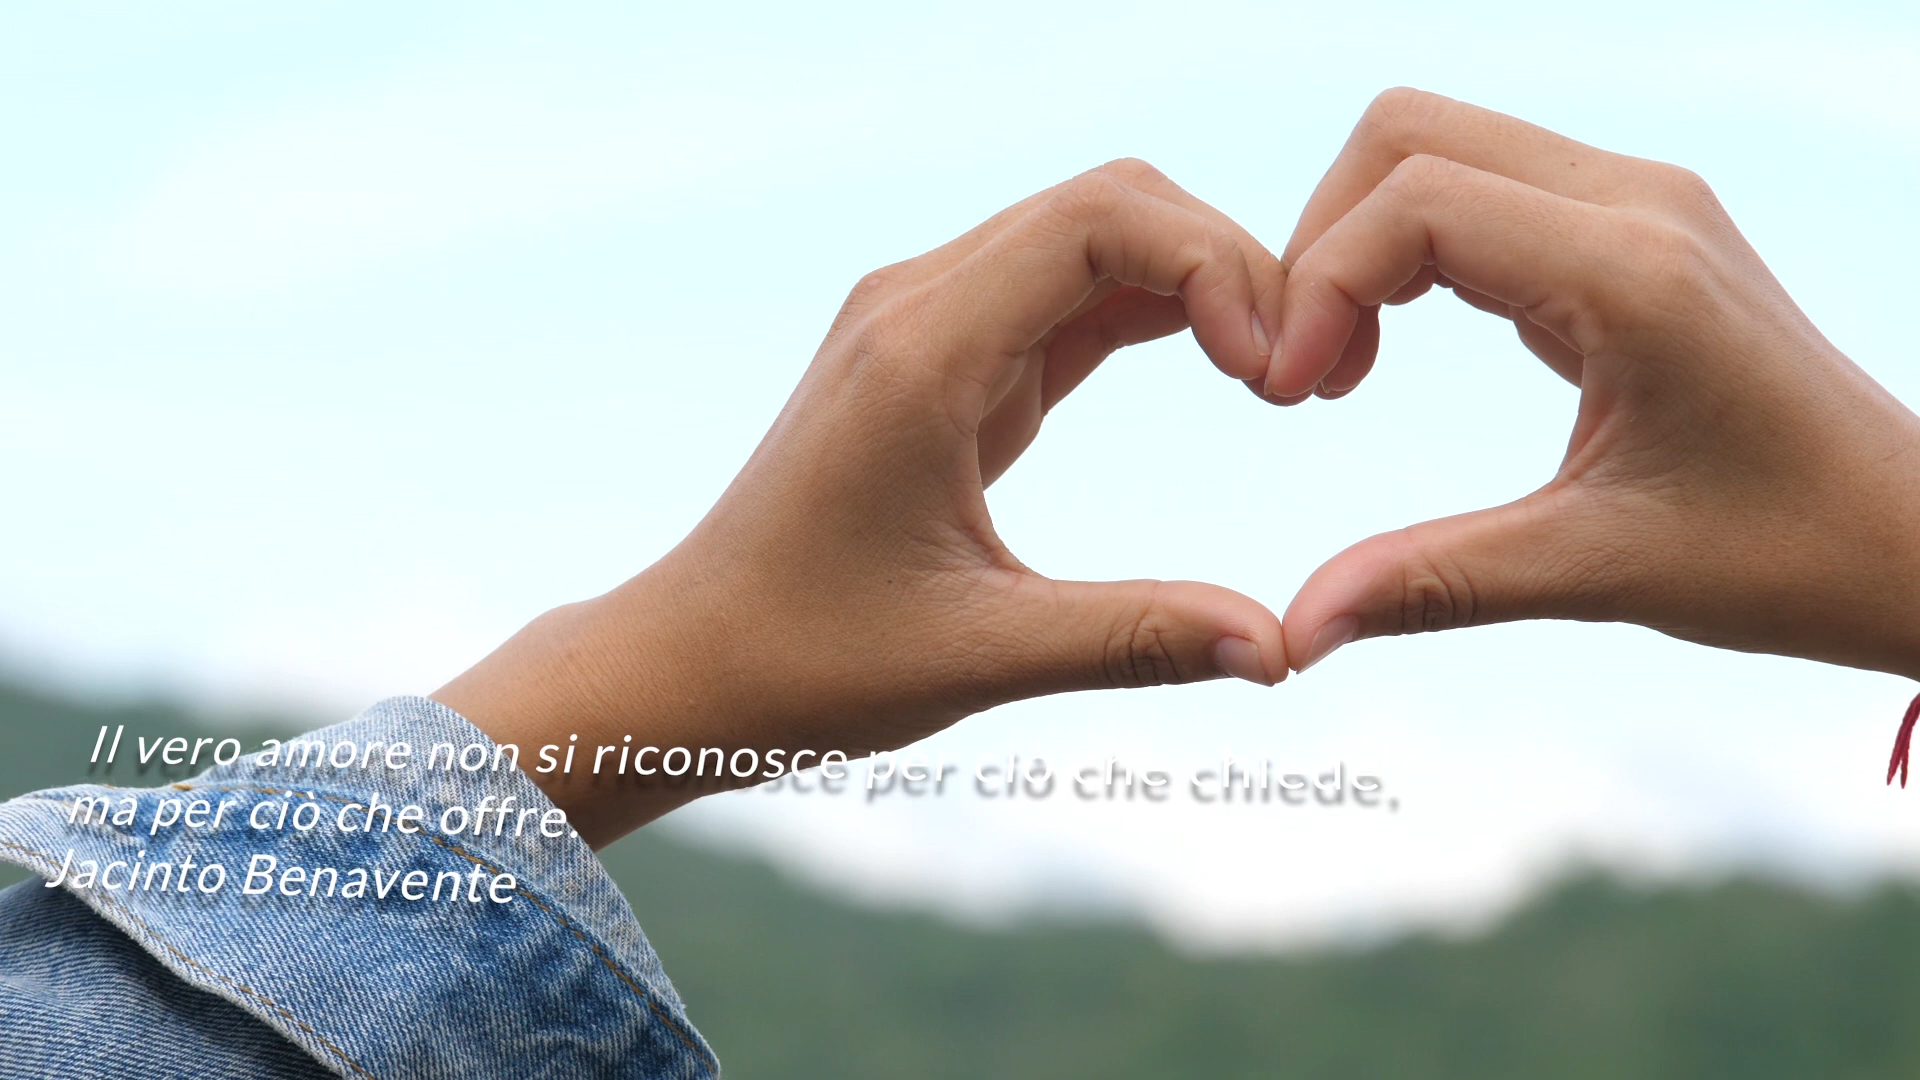 Il vero amore non si riconosce per ciò che chiede,
ma per ciò che offre.
Jacinto Benavente